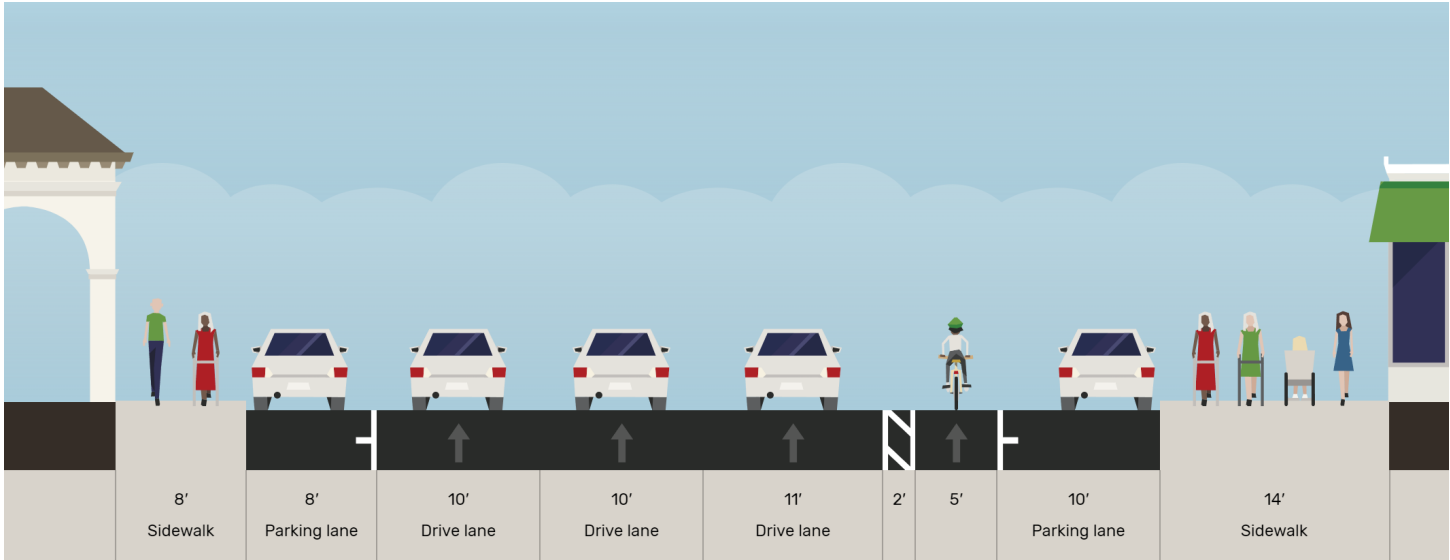 8′ 8′ 10′ 10′ 11′ 2′ 5′ 10′ 14′
Sidewalk Parking lane Drive lane Drive lane Drive lane Parking lane Sidewalk